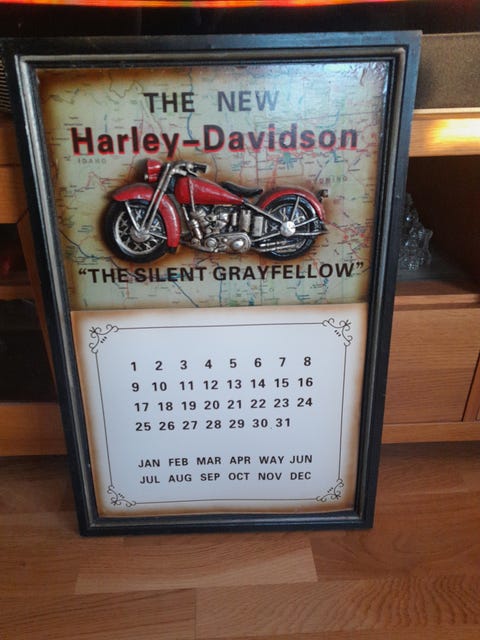 THE NEW
Harley-Davidson
IDAHO
"THE SILENT GRAYFELLOW"
1 2 3 4 5 6 7 8
9 10 11 12 13 14 15 16
17 18 19 20 21 22 23 24
25 26 27 28 29 30 31
JAN FEB MAR APR WAY JUN
JUL AUG SEP OCT NOV DEC